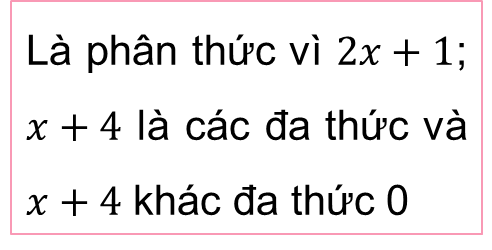 Là phân thức vì 2𝑥 + 1;
𝑥 + 4 là các đa thức và
𝑥 + 4 khác đa thức 0